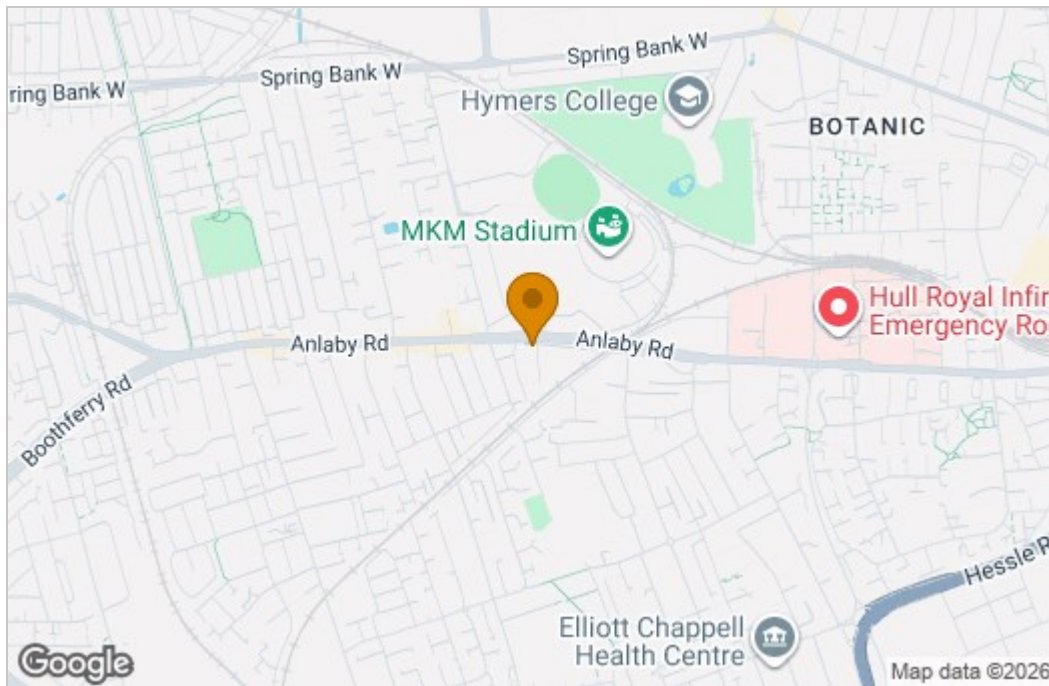 Spring Bank W
Spring Bank W
ring Bank W
Hymers College
BOTANIC
MKM Stadium
Hull Royal Infir
Emergency Ro
Anlaby Rd
Anlaby Rd
Boothferry Rd
Hessle R
Elliott Chappell
Health Centre
Google
Map data ©2026